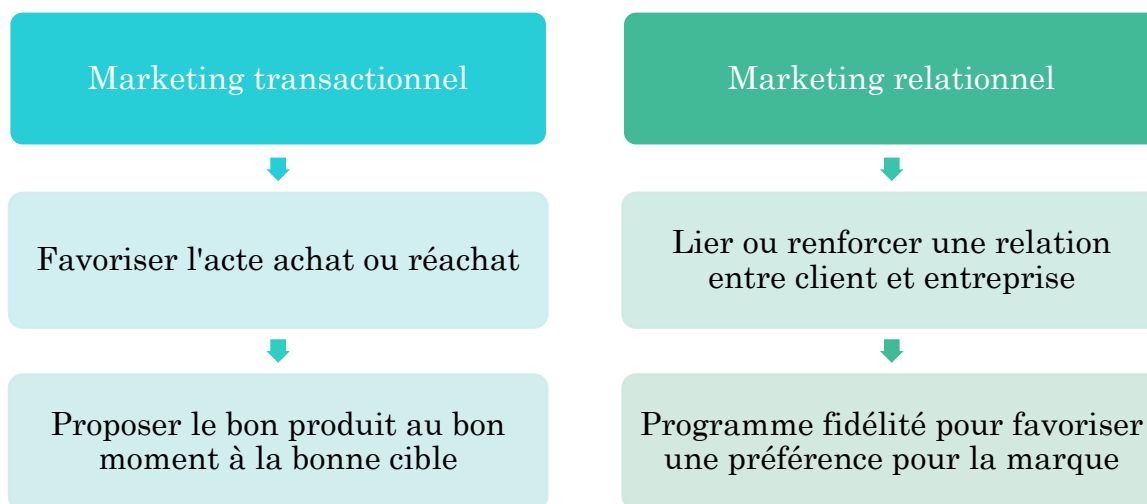 Marketing transactionnel
Favoriser l'acte achat ou réachat
Proposer le bon produit au bon
moment à la bonne cible
Marketing relationnel
Lier ou renforcer une relation
entre client et entreprise
Programme fidélité pour favoriser
une préférence pour la marque